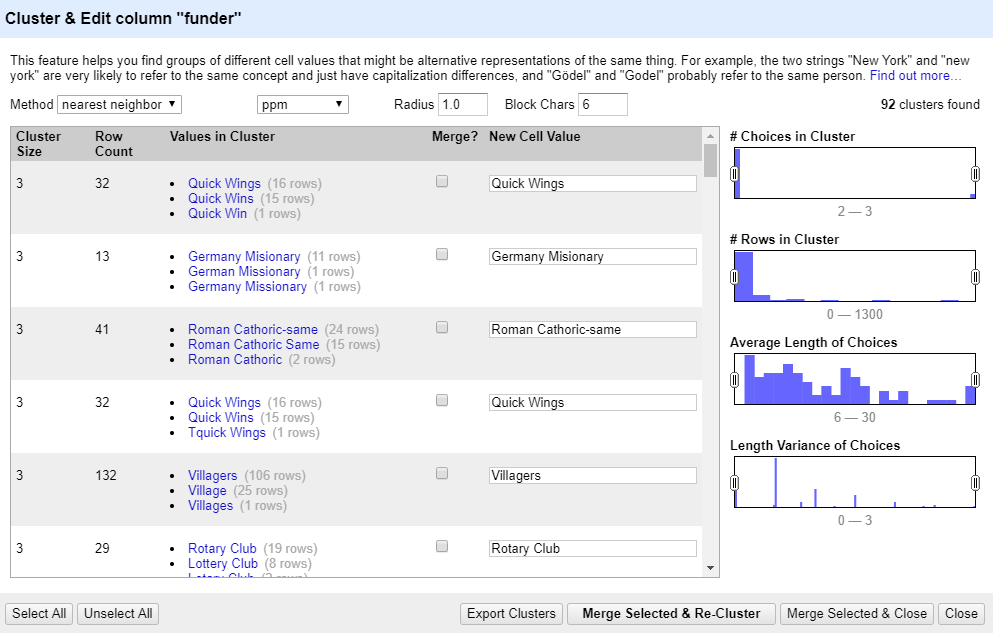 Cluster & Edit column "funder"
This feature helps you find groups of different cell values that might be alternative representations of the same thing. For example, the two strings "New York" and "new
york" are very likely to refer to the same concept and just have capitalization differences, and "Gödel" and "Godel" probably refer to the same person. Find out more...
Method nearest neighbor ppm Radius 1.0 Block Chars 6 92 clusters found
Cluster Size Row Count Values in Cluster Merge? New Cell Value
3 32 Quick Wings (16 rows) Quick Wings
Quick Wins (15 rows)
Quick Win (1 rows)
3 13 Germany Misionary (11 rows) Germany Misionary
German Missionary (1 rows)
Germany Missionary (1 rows)
3 41 Roman Cathoric-same (24 rows) Roman Cathoric-same
Roman Cathoric Same (15 rows)
Roman Cathoric (2 rows)
3 32 Quick Wings (16 rows) Quick Wings
Quick Wins (15 rows)
Tquick Wings (1 rows)
3 132 Villagers (106 rows) Villagers
Village (25 rows)
Villages (1 rows)
3 29 Rotary Club (19 rows) Rotary Club
Lottery Club (8 rows)
# Choices in Cluster
2 — 3
# Rows in Cluster
0 — 1300
Average Length of Choices
6 — 30
Length Variance of Choices
0 — 3
Select All Unselect All Export Clusters Merge Selected & Re-Cluster Merge Selected & Close Close